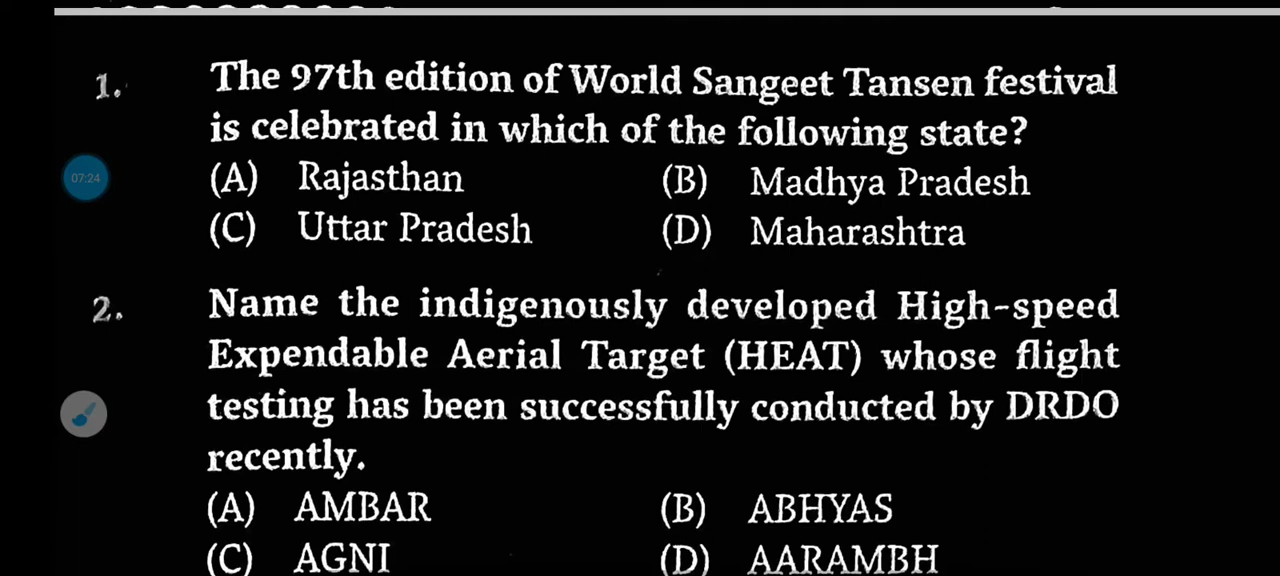 1. The 97th edition of World Sangeet Tansen festival
is celebrated in which of the following state?
07:24
(A) Rajasthan (B) Madhya Pradesh
(C) Uttar Pradesh (D) Maharashtra
2. Name the indigenously developed High-speed
Expendable Aerial Target (HEAT) whose flight
testing has been successfully conducted by DRDO
recently.
(A) AMBAR (B) ABHYAS
(C) AGNI (D) AARAMBH